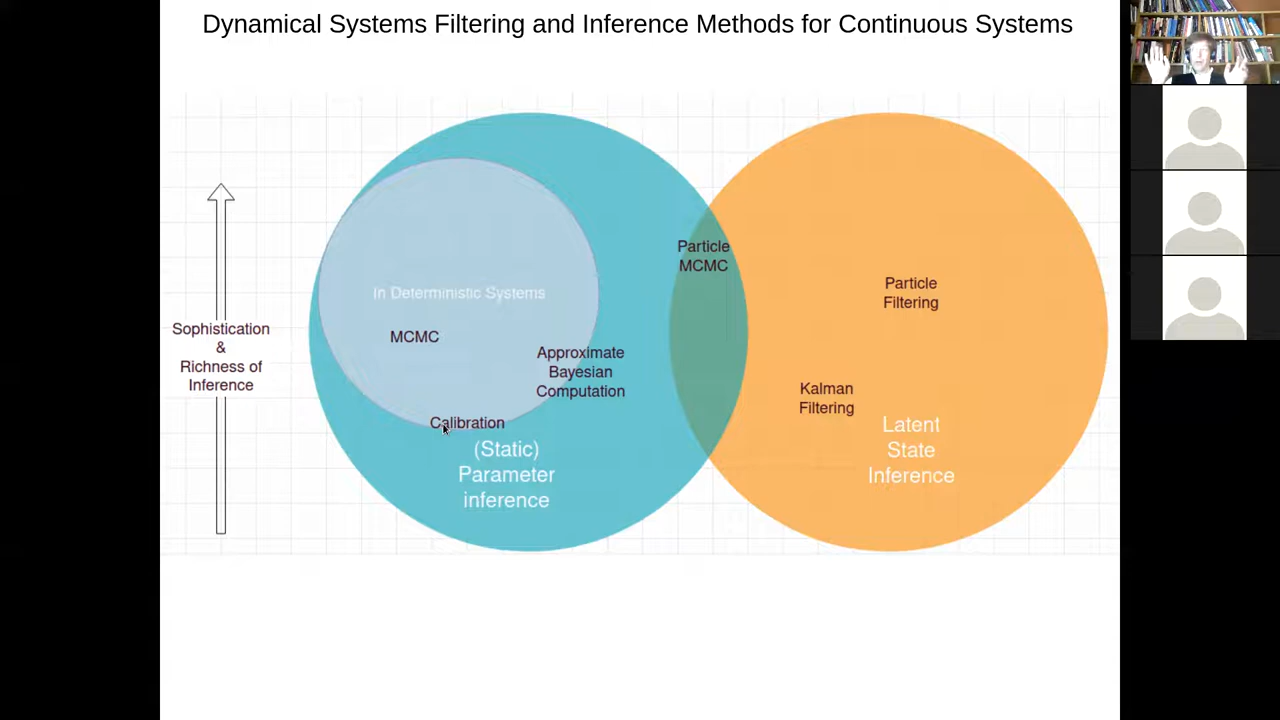 Dynamical Systems Filtering and Inference Methods for Continuous Systems
Sophistication
&
Richness of
Inference
In Deterministic Systems
MCMC
Approximate
Bayesian
Computation
Calibration
(Static)
Parameter
inference
Particle
MCMC
Particle
Filtering
Kalman
Filtering
Latent
State
Inference